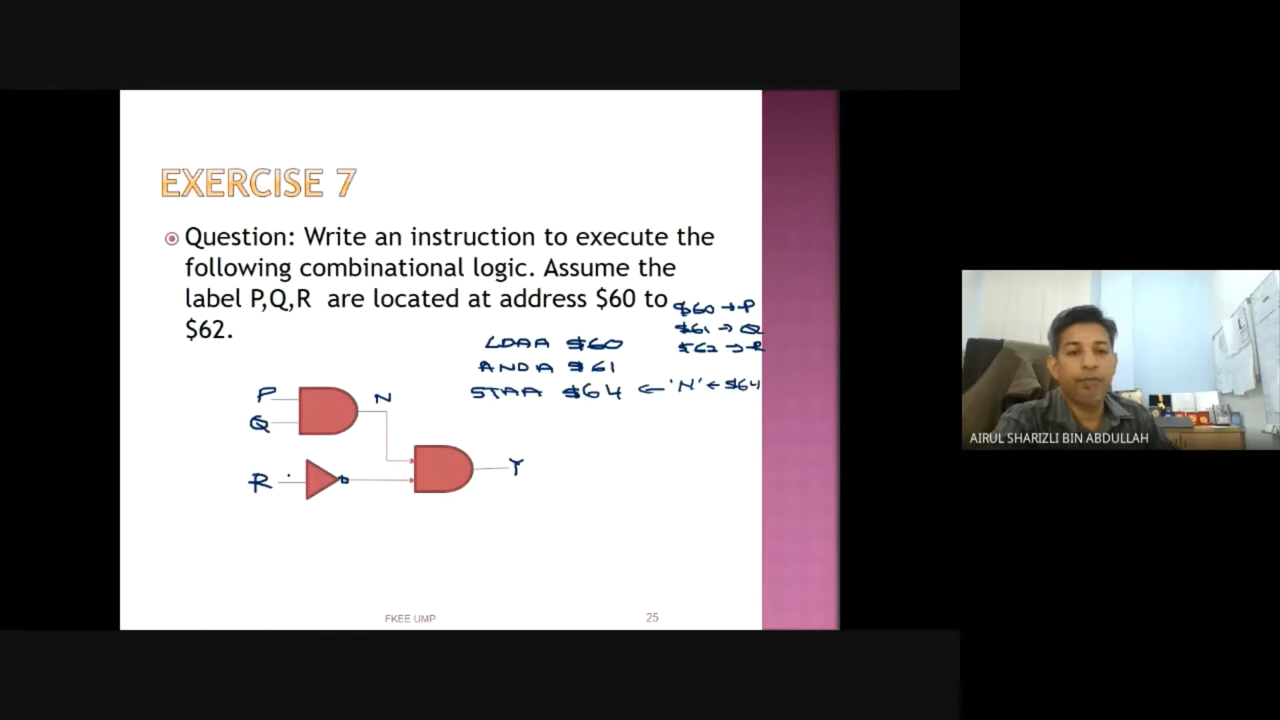 EXERCISE 7
Question: Write an instruction to execute the
following combinational logic. Assume the
label P,Q,R are located at address $60 to
$62.
$60 → P
$61 → Q
$62 → R
LDAA $60
ANDA $61
STAA $64 ← 'N' ← $64
P
N
Q
Y
R
AIRUL SHARIZLI BIN ABDULLAH
FKEE UMP
25